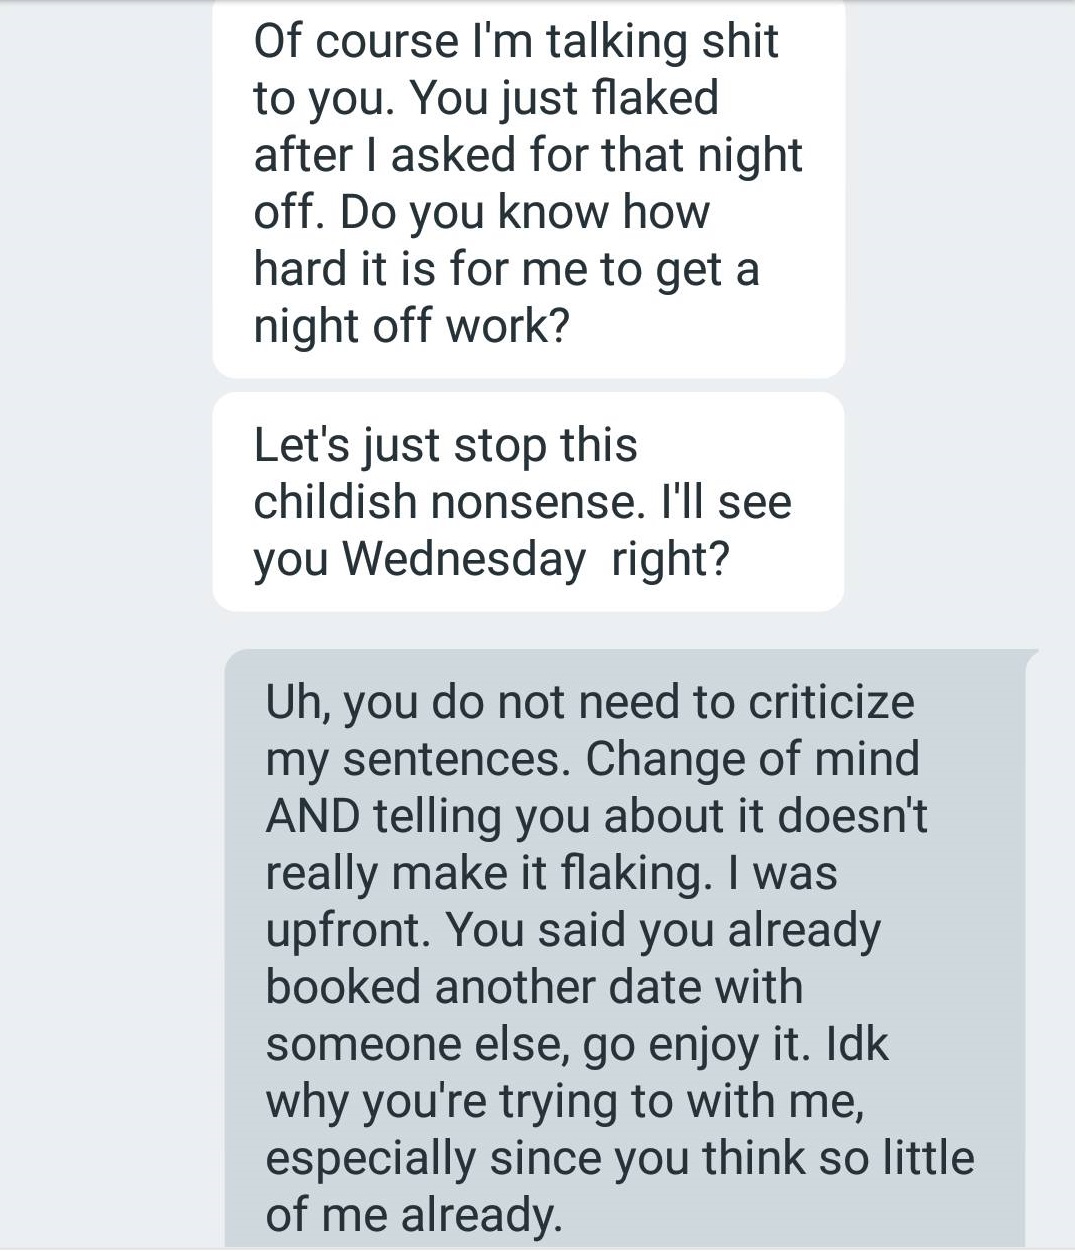 Of course I'm talking shit
to you. You just flaked
after I asked for that night
off. Do you know how
hard it is for me to get a
night off work?
Let's just stop this
childish nonsense. I'll see
you Wednesday  right?
Uh, you do not need to criticize
my sentences. Change of mind
AND telling you about it doesn't
really make it flaking. I was
upfront. You said you already
booked another date with
someone else, go enjoy it. Idk
why you're trying to with me,
especially since you think so little
of me already.